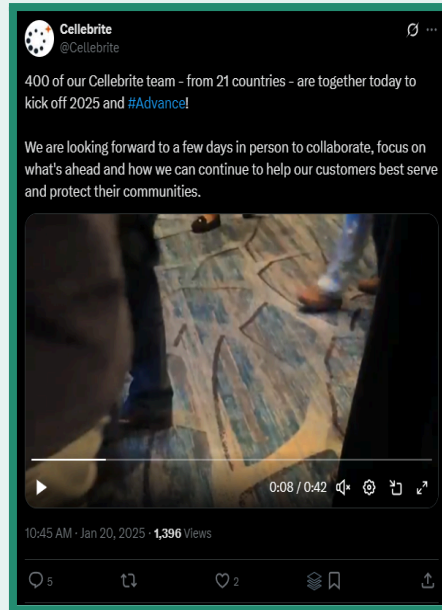 Cellebrite
@Cellebrite
400 of our Cellebrite team - from 21 countries - are together today to
kick off 2025 and #Advance!
We are looking forward to a few days in person to collaborate, focus on
what's ahead and how we can continue to help our customers best serve
and protect their communities.
0:08 / 0:42
10:45 AM · Jan 20, 2025 · 1,396 Views
5
2